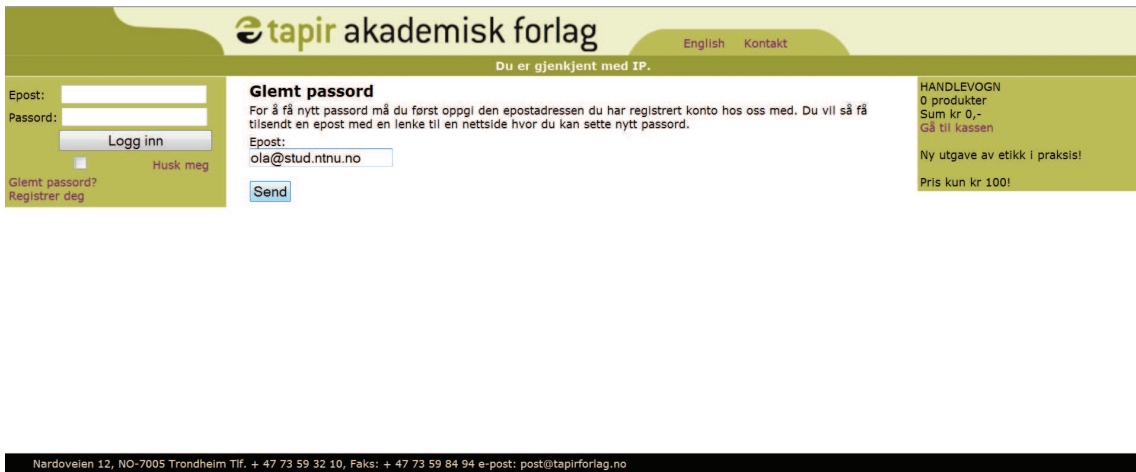 tapir akademisk forlag
English Kontakt
Du er gjenkjent med IP.
Epost:
Passord:
Logg inn
Husk meg
Glemt passord?
Registrer deg
Glemt passord
For å få nytt passord må du først oppgi den epostadressen du har registrert konto hos oss med. Du vil så få
tilsendt en epost med en lenke til en nettside hvor du kan sette nytt passord.
Epost:
ola@stud.ntnu.no
Send
HANDLEVOGN
0 produkter
Sum kr 0,-
Gå til kassen
Ny utgave av etikk i praksis!
Pris kun kr 100!
Nardoveien 12, NO-7005 Trondheim Tlf. + 47 73 59 32 10, Faks: + 47 73 59 84 94 e-post: post@tapirforlag.no